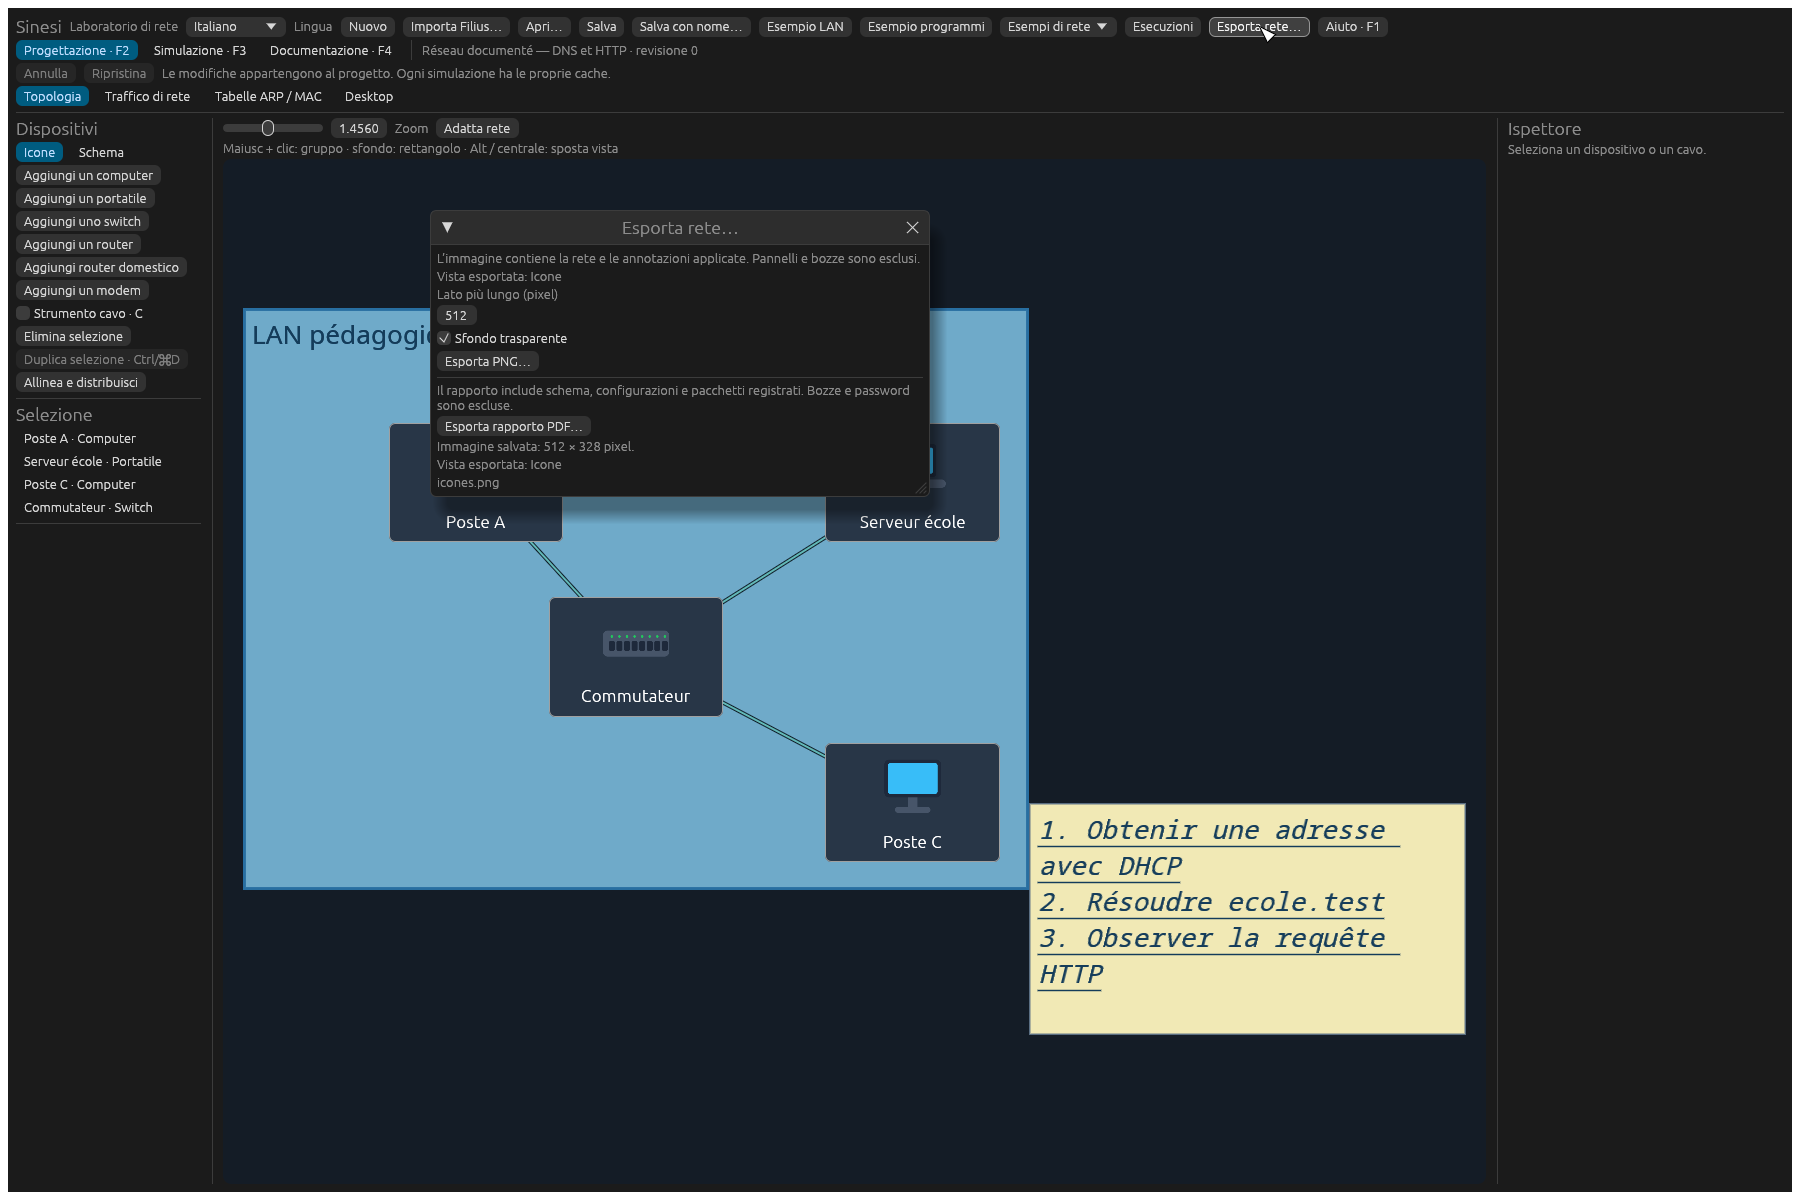 Sinesi Laboratorio di rete Italiano Lingua Nuovo Importa Filius… Apri… Salva Salva con nome… Esempio LAN Esempio programmi Esempi di rete Esecuzioni Esporta rete… Aiuto · F1
Progettazione · F2 Simulazione · F3 Documentazione · F4 Réseau documenté — DNS et HTTP · revisione 0
Annulla Ripristina Le modifiche appartengono al progetto. Ogni simulazione ha le proprie cache.
Topologia Traffico di rete Tabelle ARP / MAC Desktop
Dispositivi
Icone Schema
Aggiungi un computer
Aggiungi un portatile
Aggiungi uno switch
Aggiungi un router
Aggiungi router domestico
Aggiungi un modem
Strumento cavo · C
Elimina selezione
Duplica selezione · Ctrl/⌘D
Allinea e distribuisci
Selezione
Poste A · Computer
Serveur école · Portatile
Poste C · Computer
Commutateur · Switch
1.4560 Zoom Adatta rete
Maiusc + clic: gruppo · sfondo: rettangolo · Alt / centrale: sposta vista
Esporta rete…
L’immagine contiene la rete e le annotazioni applicate. Pannelli e bozze sono esclusi.
Vista esportata: Icone
Lato più lungo (pixel)
512
Sfondo trasparente
Esporta PNG…
Il rapporto include schema, configurazioni e pacchetti registrati. Bozze e password
sono escluse.
Esporta rapporto PDF…
Immagine salvata: 512 × 328 pixel.
Vista esportata: Icone
icones.png
LAN
Poste A
Serveur école
Commutateur
Poste C
1. Obtenir une adresse
avec DHCP
2. Résoudre ecole.test
3. Observer la requête
HTTP
Ispettore
Seleziona un dispositivo o un cavo.